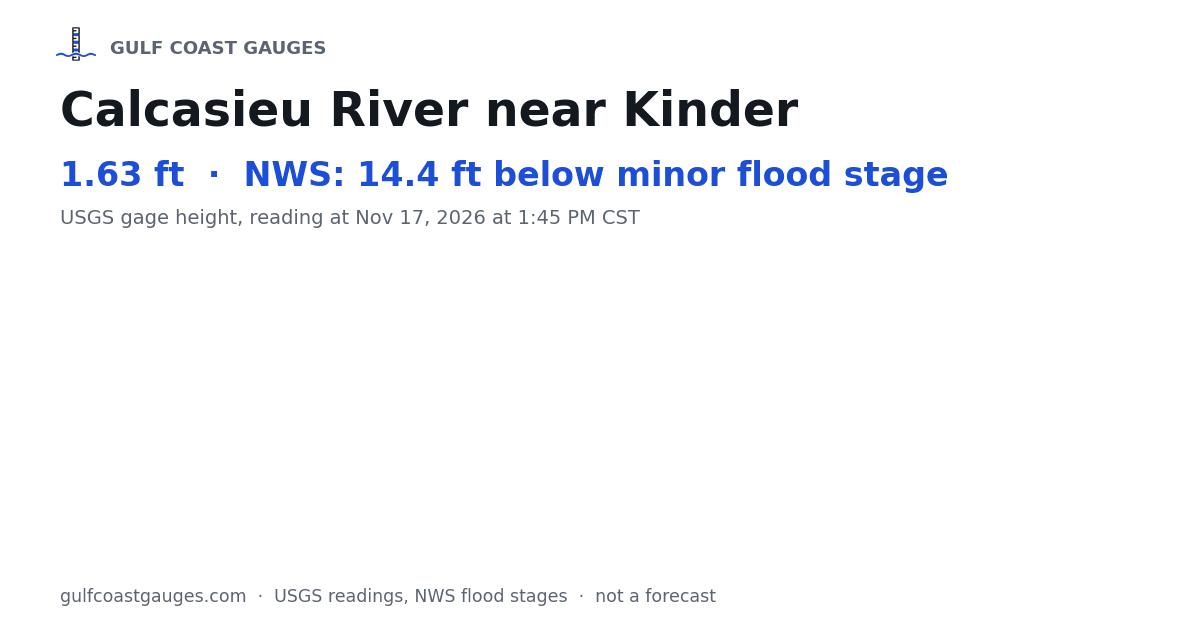 GULF COAST GAUGES
Calcasieu River near Kinder
1.63 ft · NWS: 14.4 ft below minor flood stage
USGS gage height, reading at Nov 17, 2026 at 1:45 PM CST
gulfcoastgauges.com · USGS readings, NWS flood stages · not a forecast